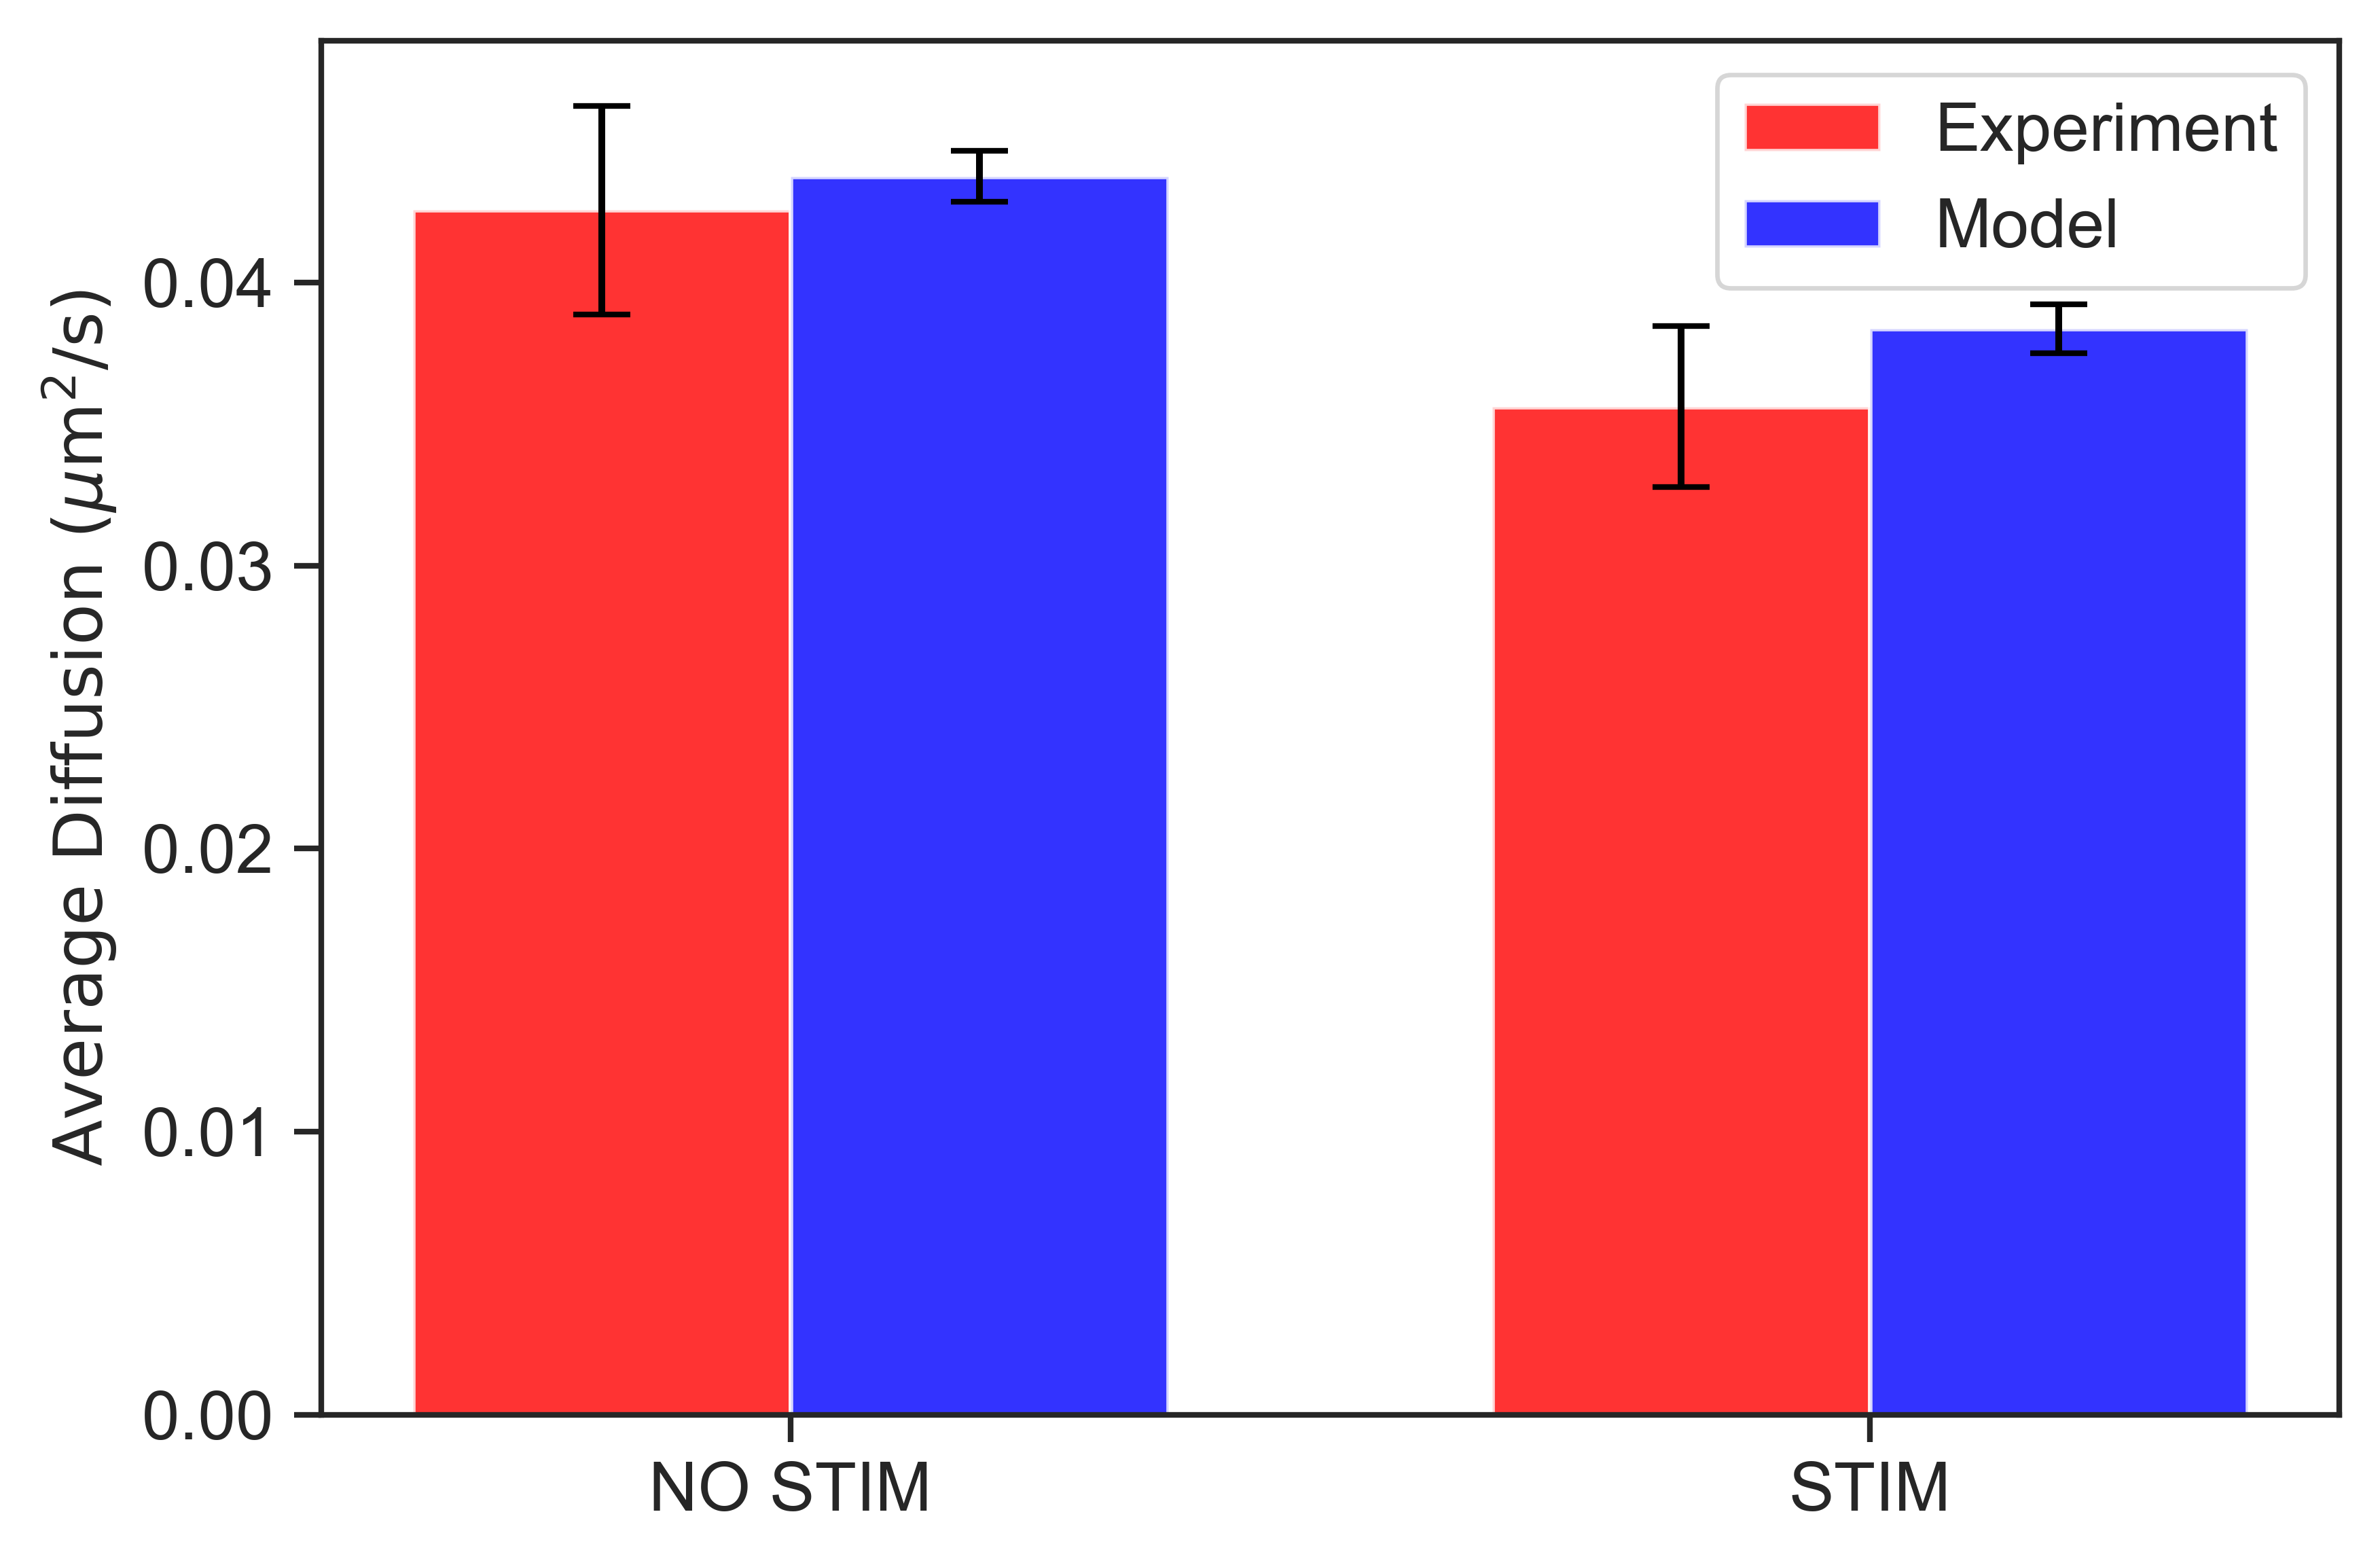 Average Diffusion (μm²/s)
0.04
0.03
0.02
0.01
0.00
Experiment
Model
NO STIM
STIM